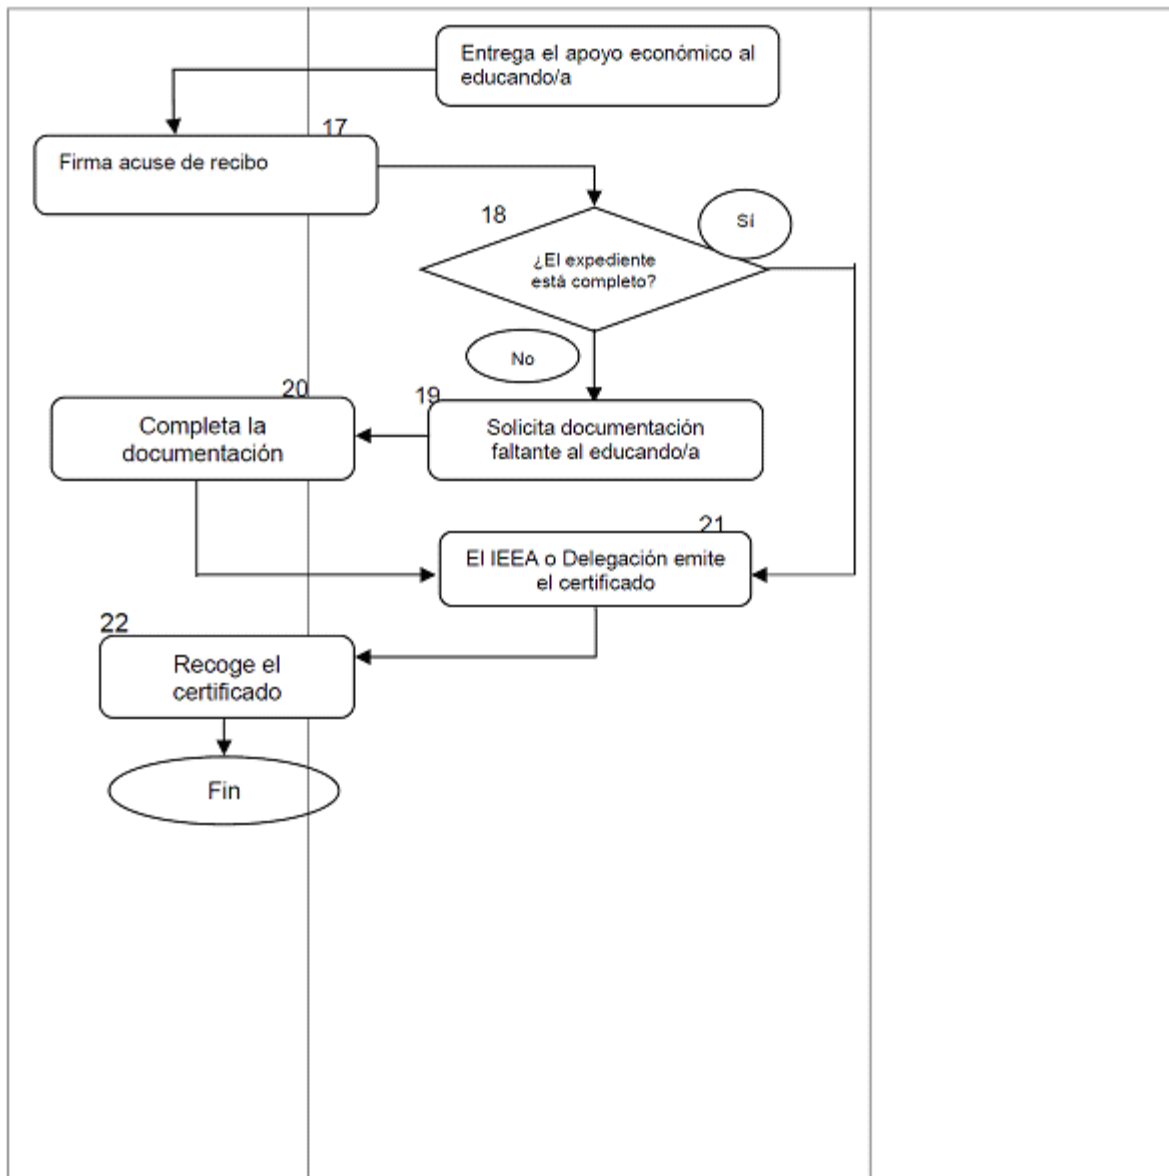 Entrega el apoyo económico al
educando/a
17
Firma acuse de recibo
18
Sí
¿El expediente
está completo?
No
20
19
Completa la
documentación
Solicita documentación
faltante al educando/a
21
El IEEA o Delegación emite
el certificado
22
Recoge el
certificado
Fin